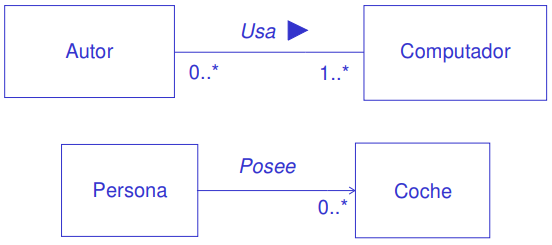 Usa
Autor
Computador
0..*
1..*
Posee
Persona
Coche
0..*